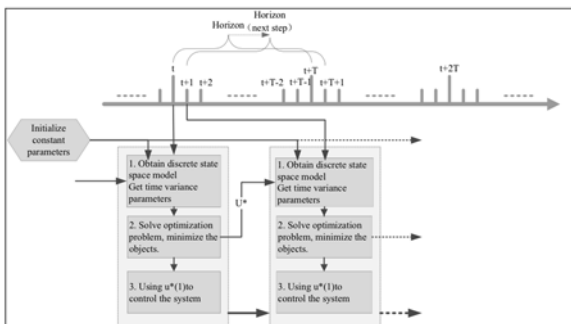 Horizon
Horizon (next step)
t
t+1
t+2
t+T-2
t+T-1
t+T
t+T+1
t+2T
Initialize
constant
parameters
1. Obtain discrete state
space model
Get time variance
parameters
2. Solve optimization
problem, minimize the
objects.
3. Using u*(1)to
control the system
U*
1. Obtain discrete state
space model
Get time variance
parameters
2. Solve optimization
problem, minimize the
objects.
3. Using u*(1)to
control the system